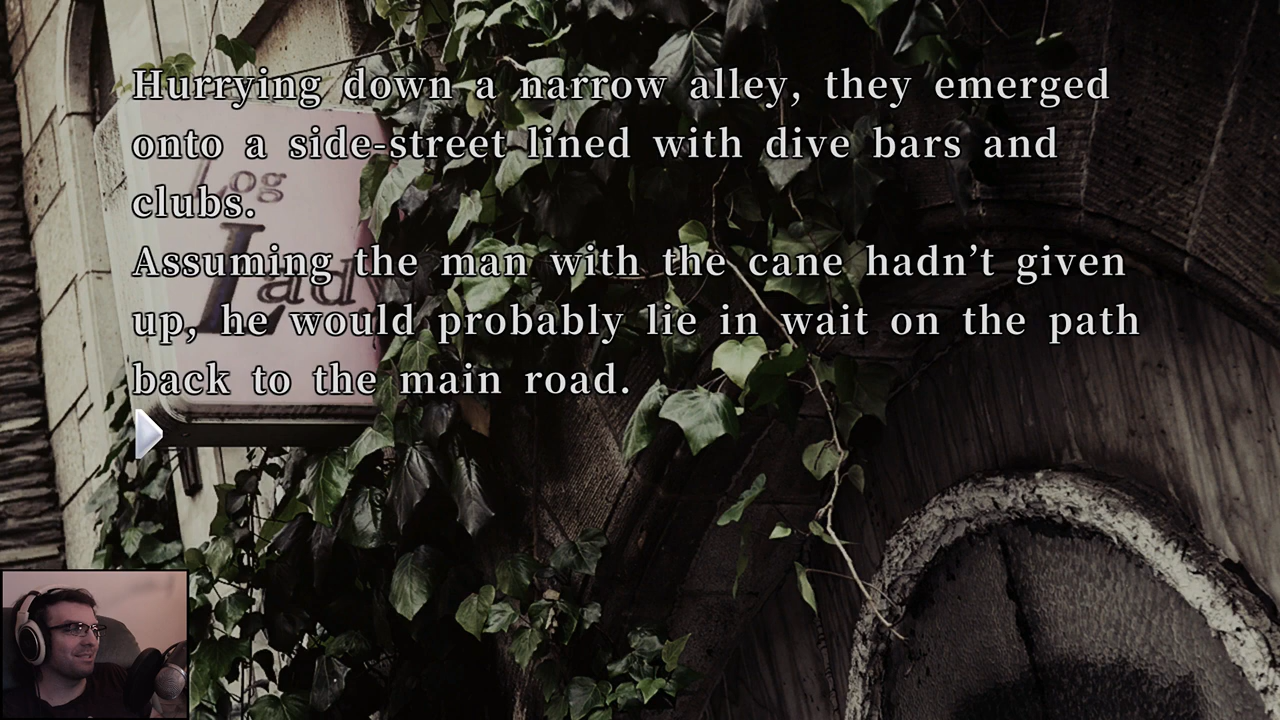 Hurrying down a narrow alley, they emerged
onto a side-street lined with dive bars and
clubs.
Assuming the man with the cane hadn’t given
up, he would probably lie in wait on the path
back to the main road.
Log
Lady